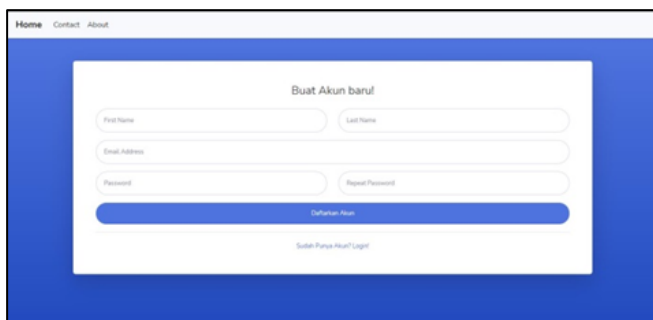 Home Contact About
Buat Akun baru!
First Name Last Name
Email Address
Password Repeat Password
Daftarkan Akun
Sudah Punya Akun? Login!